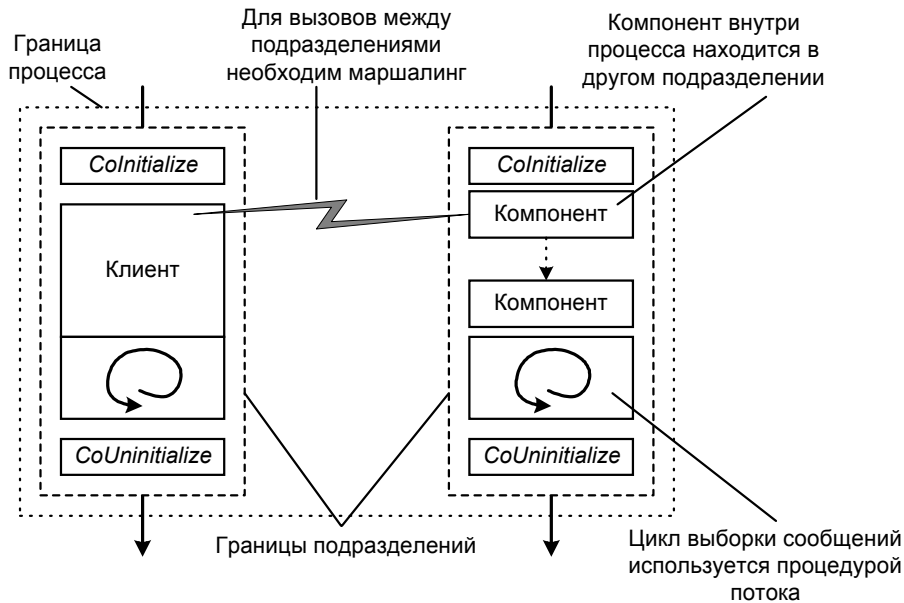 Граница
процесса
Для вызовов между
подразделениями
необходим маршалинг
Компонент внутри
процесса находится в
другом подразделении
CoInitialize
Клиент
CoUninitialize
CoInitialize
Компонент
Компонент
CoUninitialize
Границы подразделений
Цикл выборки сообщений
используется процедурой
потока